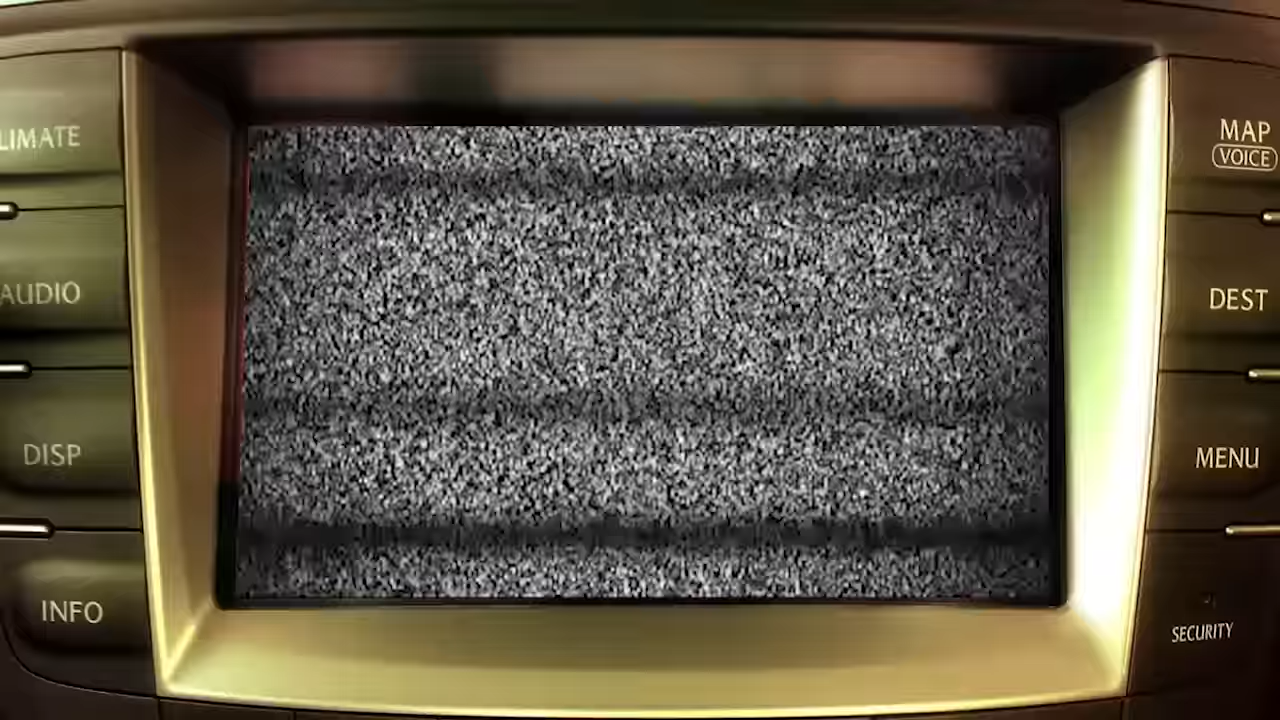 LIMATE
MAP
VOICE
AUDIO
DEST
DISP
MENU
INFO
SECURITY